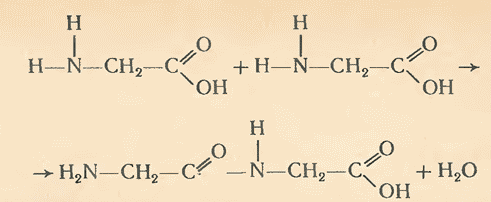 H H
H—N—CH₂—C O OH + H—N—CH₂—C O OH →
H
→ H₂N—CH₂—C O —N—CH₂—C O OH + H₂O